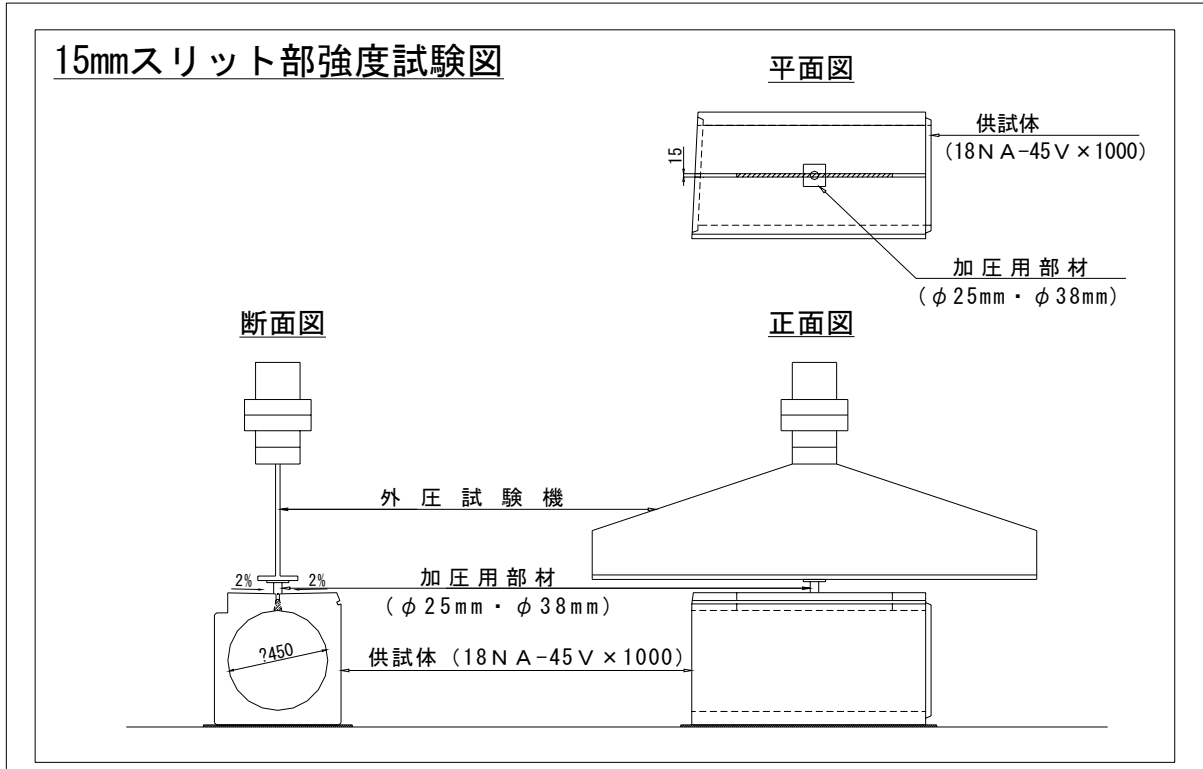 15mmスリット部強度試験図
平面図
供試体
(18NA-45V×1000)
15
加圧用部材
(φ25mm・φ38mm)
断面図
正面図
外圧試験機
2%
2%
加圧用部材
(φ25mm・φ38mm)
?450
供試体(18NA-45V×1000)